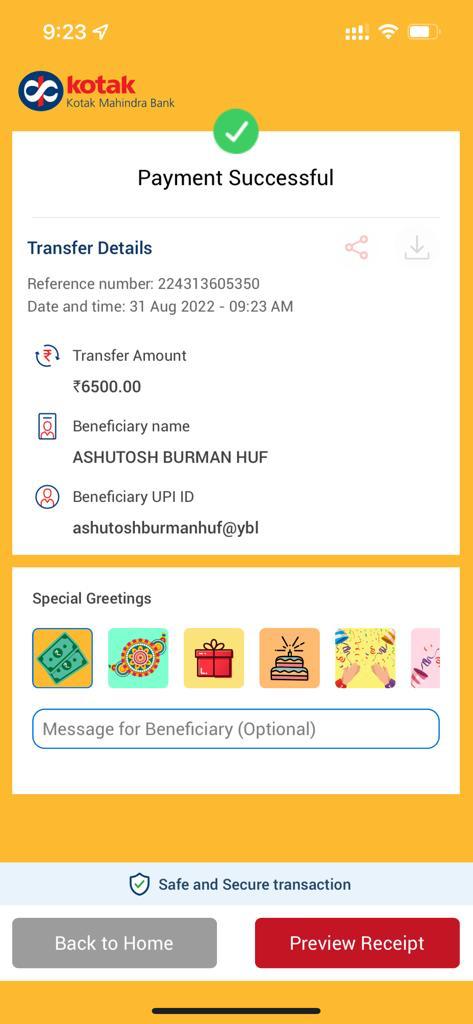 9:23
kotak
Kotak Mahindra Bank
Payment Successful
Transfer Details
Reference number: 224313605350
Date and time: 31 Aug 2022 - 09:23 AM
Transfer Amount
₹6500.00
Beneficiary name
ASHUTOSH BURMAN HUF
Beneficiary UPI ID
ashutoshburmanhuf@ybl
Special Greetings
Message for Beneficiary (Optional)
Safe and Secure transaction
Back to Home
Preview Receipt